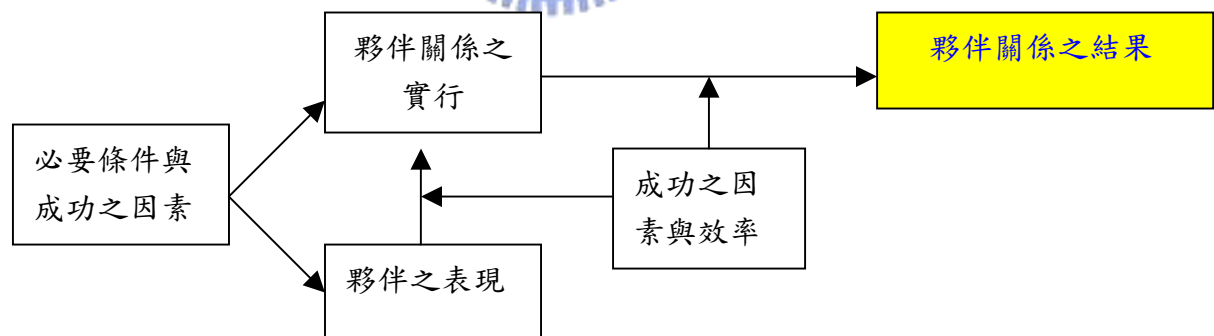 夥伴關係之
實行
夥伴關係之結果
必要條件與
成功之因素
成功之因
素與效率
夥伴之表現